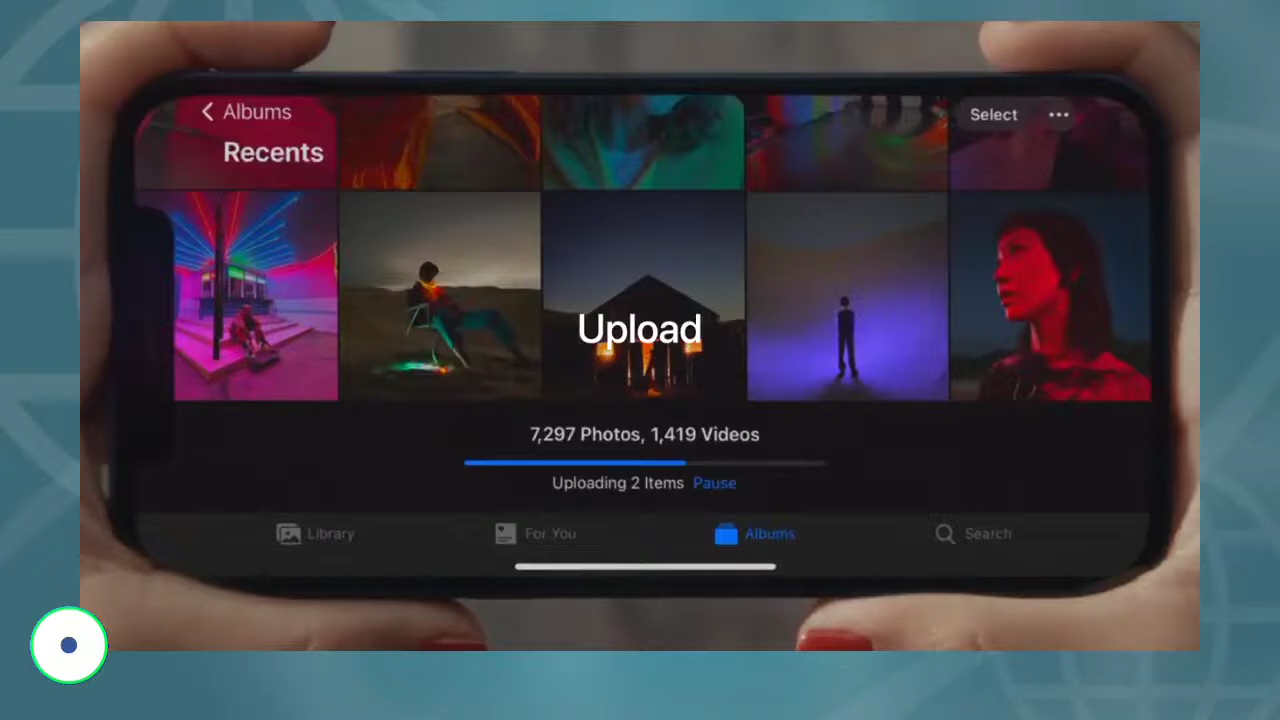 Albums
Recents
Select
Upload
7,297 Photos, 1,419 Videos
Uploading 2 Items Pause
Library
For You
Albums
Search